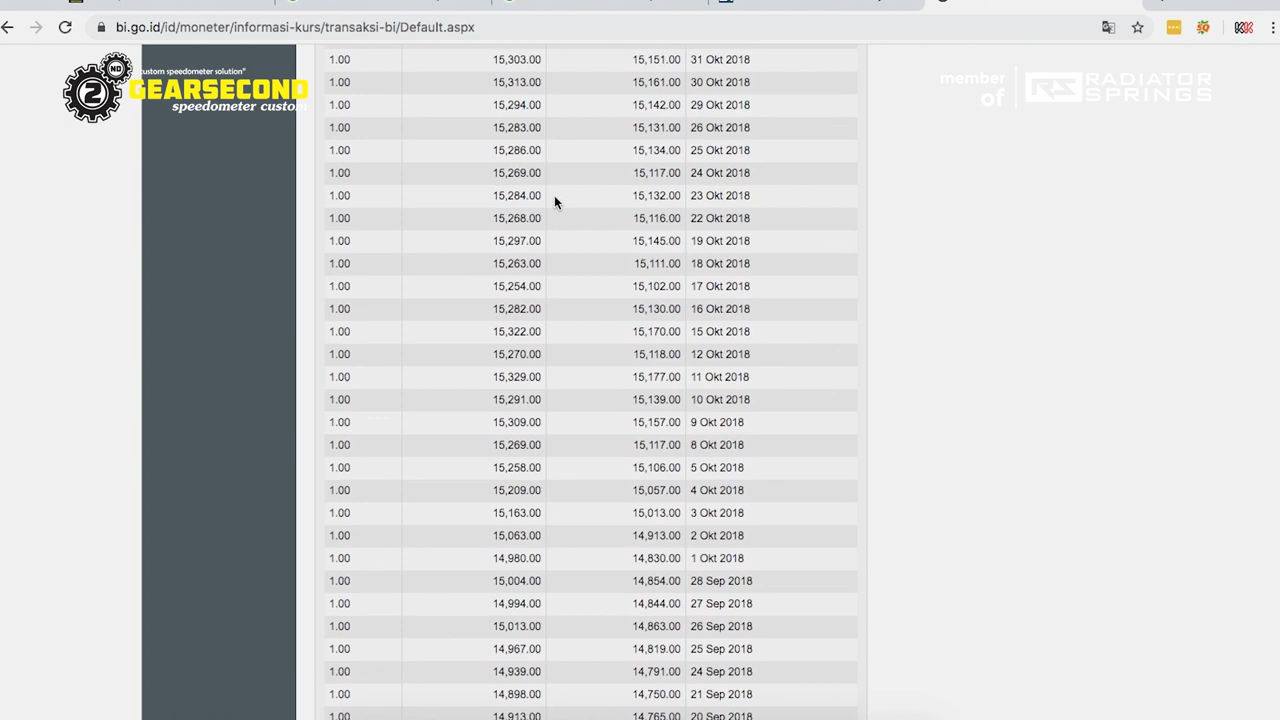 bi.go.id/id/moneter/informasi-kurs/transaksi-bi/Default.aspx
ND
2
custom speedometer solution"
GEARSECOND
speedometer custom
member of
RS RADIATOR SPRINGS
1.00 15,303.00 15,151.00 31 Okt 2018
1.00 15,313.00 15,161.00 30 Okt 2018
1.00 15,294.00 15,142.00 29 Okt 2018
1.00 15,283.00 15,131.00 26 Okt 2018
1.00 15,286.00 15,134.00 25 Okt 2018
1.00 15,269.00 15,117.00 24 Okt 2018
1.00 15,284.00 15,132.00 23 Okt 2018
1.00 15,268.00 15,116.00 22 Okt 2018
1.00 15,297.00 15,145.00 19 Okt 2018
1.00 15,263.00 15,111.00 18 Okt 2018
1.00 15,254.00 15,102.00 17 Okt 2018
1.00 15,282.00 15,130.00 16 Okt 2018
1.00 15,322.00 15,170.00 15 Okt 2018
1.00 15,270.00 15,118.00 12 Okt 2018
1.00 15,329.00 15,177.00 11 Okt 2018
1.00 15,291.00 15,139.00 10 Okt 2018
1.00 15,309.00 15,157.00 9 Okt 2018
1.00 15,269.00 15,117.00 8 Okt 2018
1.00 15,258.00 15,106.00 5 Okt 2018
1.00 15,209.00 15,057.00 4 Okt 2018
1.00 15,163.00 15,013.00 3 Okt 2018
1.00 15,063.00 14,913.00 2 Okt 2018
1.00 14,980.00 14,830.00 1 Okt 2018
1.00 15,004.00 14,854.00 28 Sep 2018
1.00 14,994.00 14,844.00 27 Sep 2018
1.00 15,013.00 14,863.00 26 Sep 2018
1.00 14,967.00 14,819.00 25 Sep 2018
1.00 14,939.00 14,791.00 24 Sep 2018
1.00 14,898.00 14,750.00 21 Sep 2018
1.00 14,913.00 14,765.00 20 Sep 2018